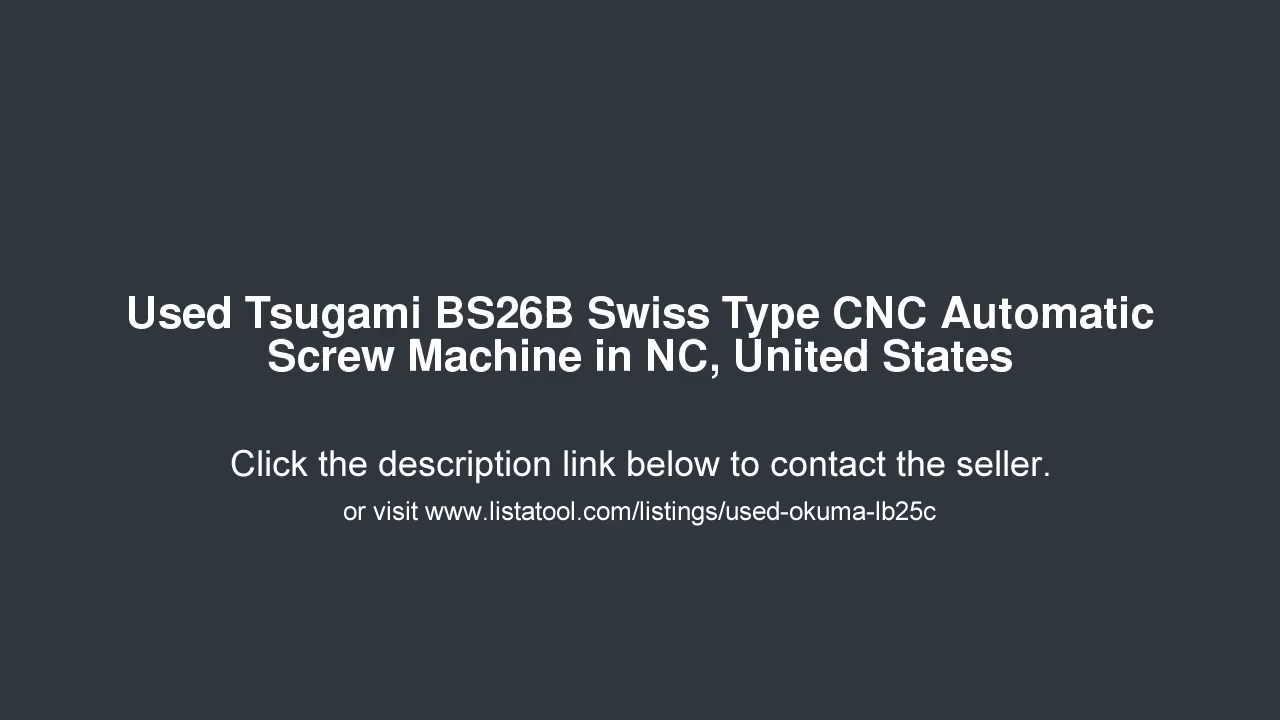 Used Tsugami BS26B Swiss Type CNC Automatic
Screw Machine in NC, United States
Click the description link below to contact the seller.
or visit www.listatool.com/listings/used-okuma-lb25c